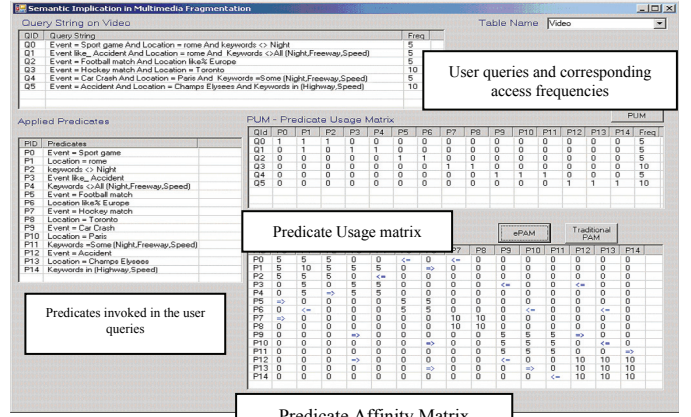 Semantic Implication in Multimedia Fragmentation
Query String on Video
Table Name Video
QID Query String Freq
Q0 Event = Sport game And Location = rome And keywords <> Night 5
Q1 Event like_ Accident And Location = rome And Keywords <>All (Night,Freeway,Speed) 5
Q2 Event = Football match And Location like% Europe 5
Q3 Event = Hockey match And Location = Toronto 10
Q4 Event = Car Crash And Location = Paris And Keyword =Some (Night,Freeway,Speed) 5
Q5 Event = Accident And Location = Champs Elysees And Keywords in (Highway,Speed) 10
User queries and corresponding
access frequencies
Applied Predicates
PUM - Predicate Usage Matrix
PUM
PID Predicates
P0 Event = Sport game
P1 Location = rome
P2 keywords <> Night
P3 Event like_ Accident
P4 Keywords <>All (Night,Freeway,Speed)
P5 Event = Football match
P6 Location like% Europe
P7 Event = Hockey match
P8 Location = Toronto
P9 Event = Car Crash
P10 Location = Paris
P11 Keywords =Some (Night,Freeway,Speed)
P12 Event = Accident
P13 Location = Champs Elysees
P14 Keywords in (Highway,Speed)
QId P0 P1 P2 P3 P4 P5 P6 P7 P8 P9 P10 P11 P12 P13 P14 Freq
Q0 1 1 1 0 0 0 0 0 0 0 0 0 0 0 0 5
Q1 0 1 0 1 1 0 0 0 0 0 0 0 0 0 0 5
Q2 0 0 0 0 0 1 1 0 0 0 0 0 0 0 0 5
Q3 0 0 0 0 0 0 0 1 1 0 0 0 0 0 0 10
Q4 0 0 0 0 0 0 0 0 0 1 1 1 0 0 0 5
Q5 0 0 0 0 0 0 0 0 0 0 0 0 1 1 1 10
Predicate Usage matrix
ePAM
Traditional
PAM
P7 P8 P9 P10 P11 P12 P13 P14
P0 5 5 5 0 0 <= 0 <= 0 0 0 0 0 0 0
P1 5 10 5 5 5 0 => 0 0 0 0 0 0 0 0
P2 5 5 5 0 <= 0 0 0 0 0 0 0 0 0 0
P3 0 5 0 5 5 0 0 0 0 <= 0 0 <= 0 0
P4 0 5 => 5 5 0 0 0 0 0 0 0 0 0 0
P5 => 0 0 0 0 5 5 0 0 0 0 0 0 0 0
P6 0 <= 0 0 0 5 5 0 0 0 <= 0 0 <= 0
P7 => 0 0 0 0 0 0 10 10 0 0 0 0 0 0
P8 0 0 0 0 0 0 0 10 10 0 0 0 0 0 0
P9 0 0 0 => 0 0 0 0 0 5 5 5 => 0 0
P10 0 0 0 0 0 0 => 0 0 5 5 5 0 <= 0
P11 0 0 0 0 0 0 0 0 0 5 5 5 0 0 =>
P12 0 0 0 => 0 0 0 0 0 <= 0 0 10 10 10
P13 0 0 0 0 0 0 => 0 0 0 => 0 10 10 10
P14 0 0 0 0 0 0 0 0 0 0 0 <= 10 10 10
Predicates invoked in the user
queries
Predicate Affinity Matrix